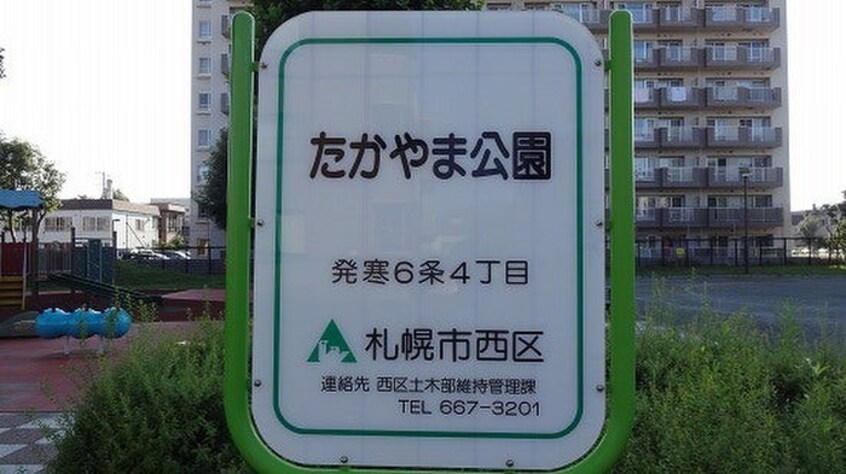 たかやま公園
発寒6条4丁目
札幌市西区
連絡先 西区土木部維持管理課
TEL 667-3201